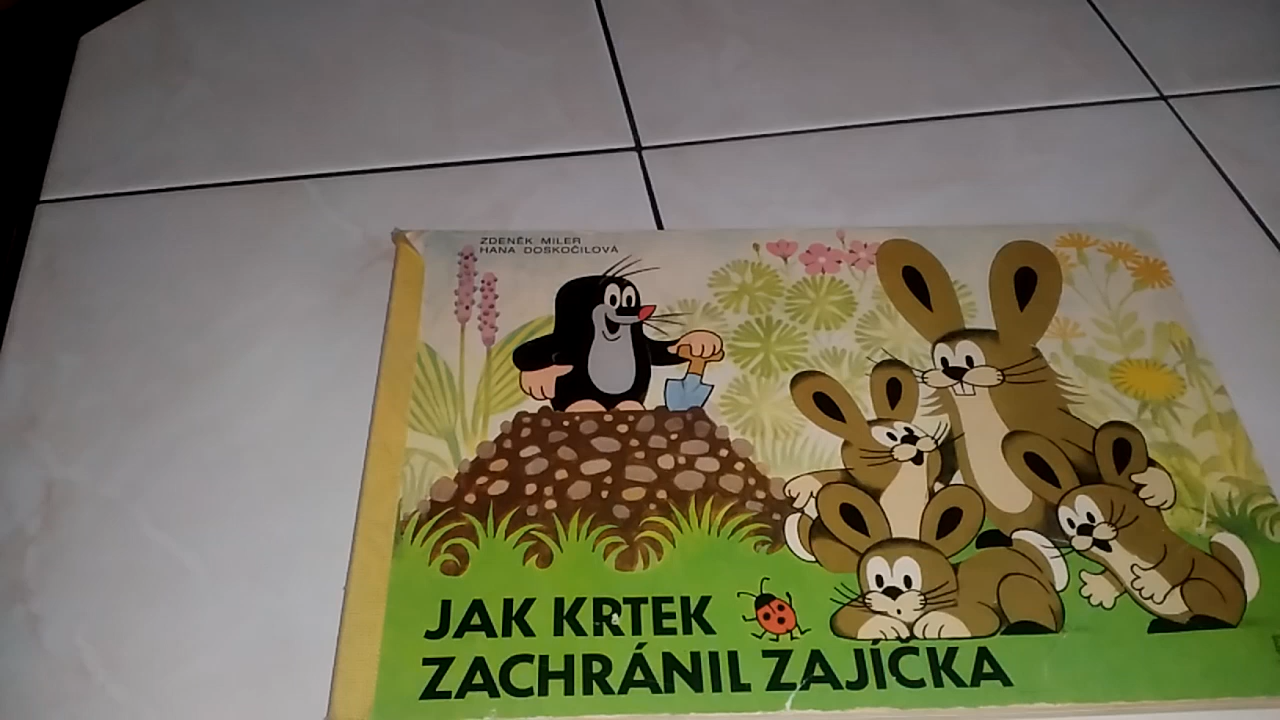 ZDENĚK MILER
HANA DOSKOČILOVÁ
JAK KRTEK
ZACHRÁNIL ZAJÍČKA